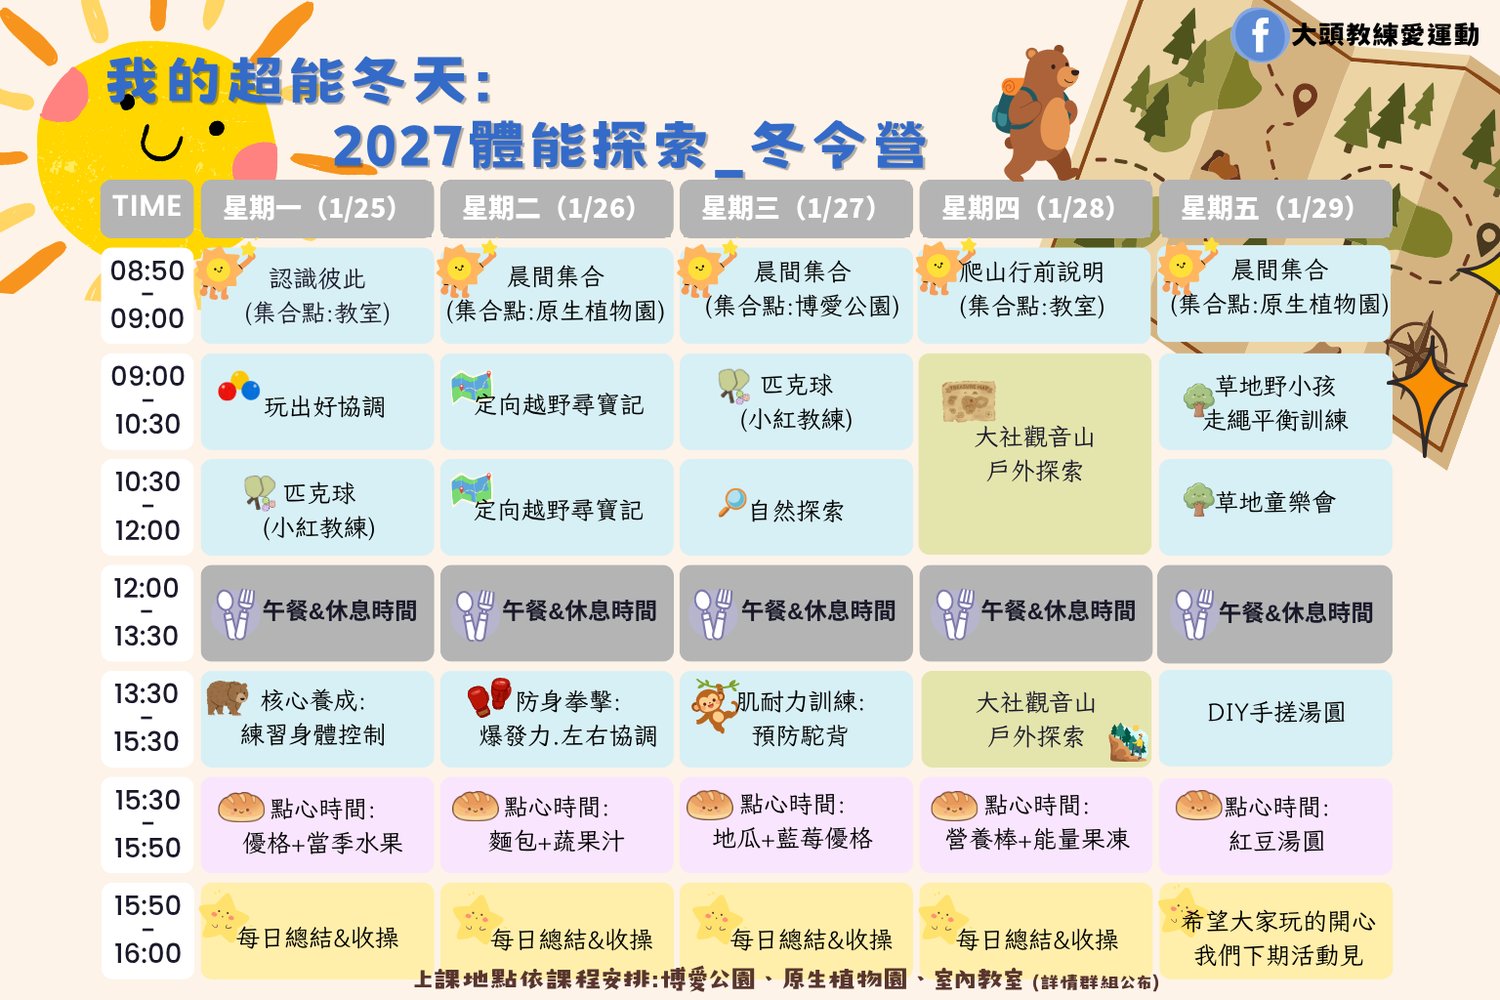 大頭教練愛運動
我的超能冬天:
2027體能探索_冬令營
TIME
星期一（1/25）
星期二（1/26）
星期三（1/27）
星期四（1/28）
星期五（1/29）
08:50
–
09:00
認識彼此
(集合點:教室)
晨間集合
(集合點:原生植物園)
晨間集合
(集合點:博愛公園)
爬山行前說明
(集合點:教室)
晨間集合
(集合點:原生植物園)
09:00
–
10:30
玩出好協調
定向越野尋寶記
匹克球
(小紅教練)
TREASURE MAP
大社觀音山
戶外探索
草地野小孩
走繩平衡訓練
10:30
–
12:00
匹克球
(小紅教練)
定向越野尋寶記
自然探索
草地童樂會
12:00
–
13:30
午餐&休息時間
午餐&休息時間
午餐&休息時間
午餐&休息時間
午餐&休息時間
13:30
–
15:30
核心養成:
練習身體控制
防身拳擊:
爆發力.左右協調
肌耐力訓練:
預防駝背
大社觀音山
戶外探索
DIY手搓湯圓
15:30
–
15:50
點心時間:
優格+當季水果
點心時間:
麵包+蔬果汁
點心時間:
地瓜+藍莓優格
點心時間:
營養棒+能量果凍
點心時間:
紅豆湯圓
15:50
–
16:00
每日總結&收操
每日總結&收操
每日總結&收操
每日總結&收操
希望大家玩的開心
我們下期活動見
上課地點依課程安排:博愛公園、原生植物園、室內教室 (詳情群組公布)